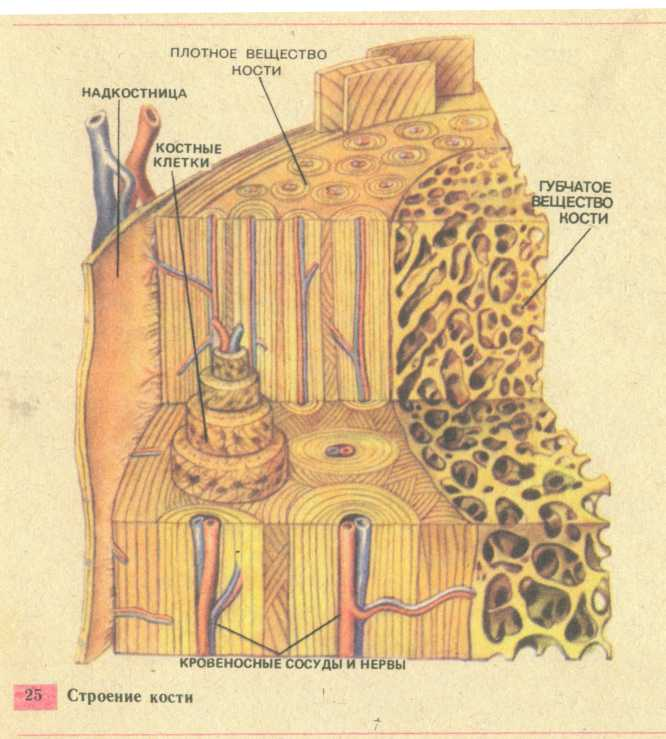 ПЛОТНОЕ ВЕЩЕСТВО
КОСТИ
НАДКОСТНИЦА
КОСТНЫЕ
КЛЕТКИ
ГУБЧАТОЕ
ВЕЩЕСТВО
КОСТИ
КРОВЕНОСНЫЕ СОСУДЫ И НЕРВЫ
25 Строение кости